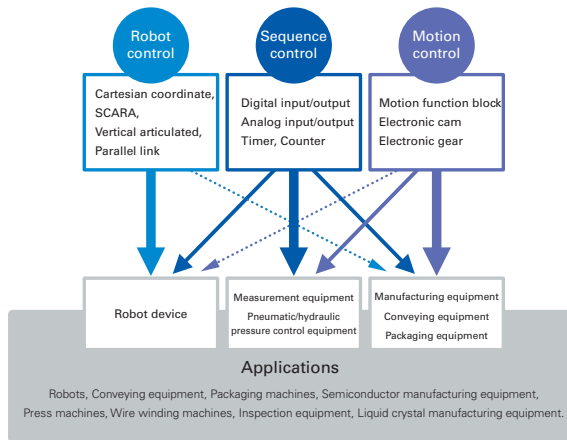 Robot
control
Sequence
control
Motion
control
Cartesian coordinate,
SCARA,
Vertical articulated,
Parallel link
Digital input/output
Analog input/output
Timer, Counter
Motion function block
Electronic cam
Electronic gear
Robot device
Measurement equipment
Pneumatic/hydraulic
pressure control equipment
Manufacturing equipment
Conveying equipment
Packaging equipment
Applications
Robots, Conveying equipment, Packaging machines, Semiconductor manufacturing equipment,
Press machines, Wire winding machines, Inspection equipment, Liquid crystal manufacturing equipment.